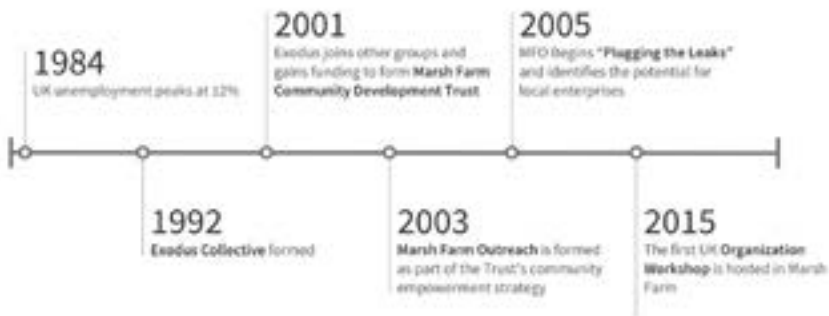 1984
UK unemployment peaks at 12%
2001
Exodus joins other groups and
gains funding to form Marsh Farm
Community Development Trust
2005
MFO Begins "Plugging the Leaks"
and identifies the potential for
local enterprises
1992
Exodus Collective formed
2003
Marsh Farm Outreach is formed
as part of the Trust's community
empowerment strategy
2015
The first UK Organization
Workshop is hosted in Marsh
Farm